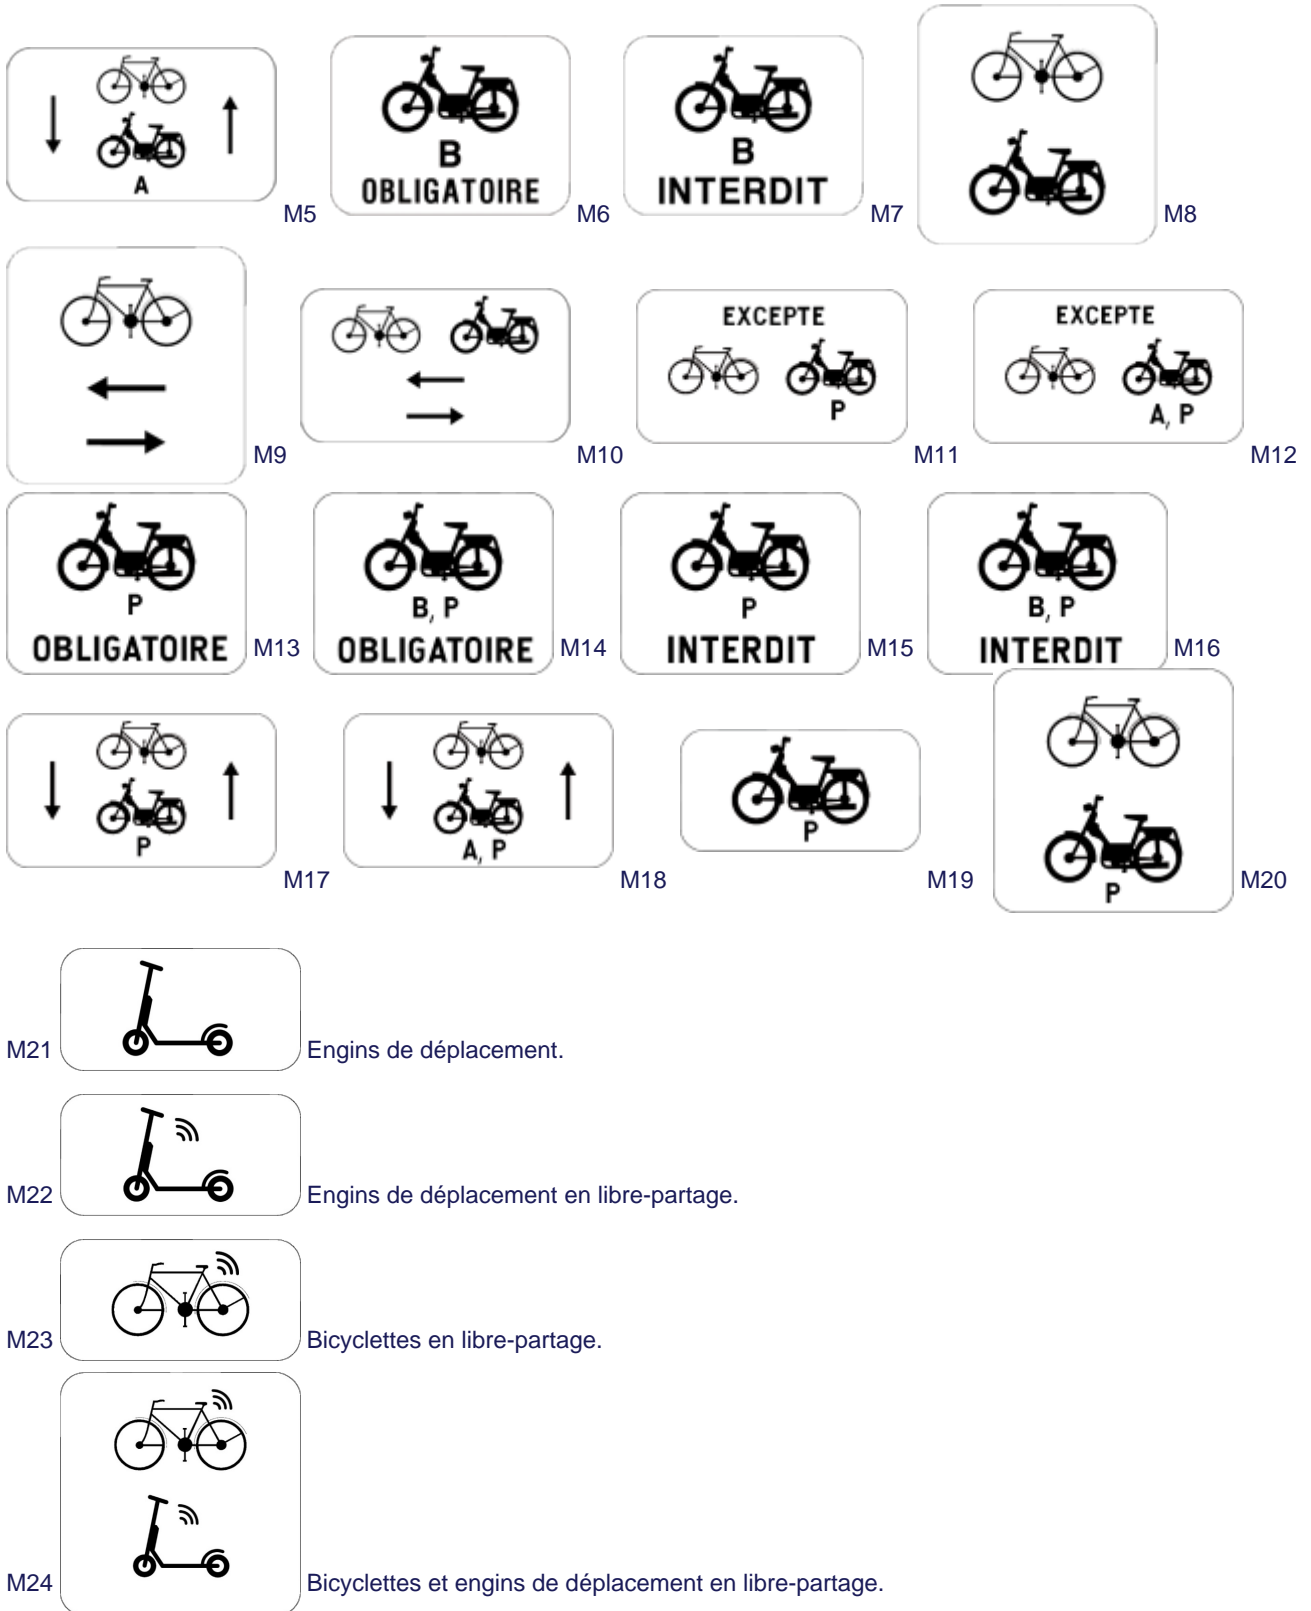 A
M5
B
OBLIGATOIRE
M6
B
INTERDIT
M7
M8
M9
M10
EXCEPTE
P
M11
EXCEPTE
A, P
M12
P
OBLIGATOIRE
M13
B, P
OBLIGATOIRE
M14
P
INTERDIT
M15
B, P
INTERDIT
M16
P
M17
A, P
M18
P
M19
P
M20
M21 Engins de déplacement.
M22 Engins de déplacement en libre-partage.
M23 Bicyclettes en libre-partage.
M24 Bicyclettes et engins de déplacement en libre-partage.